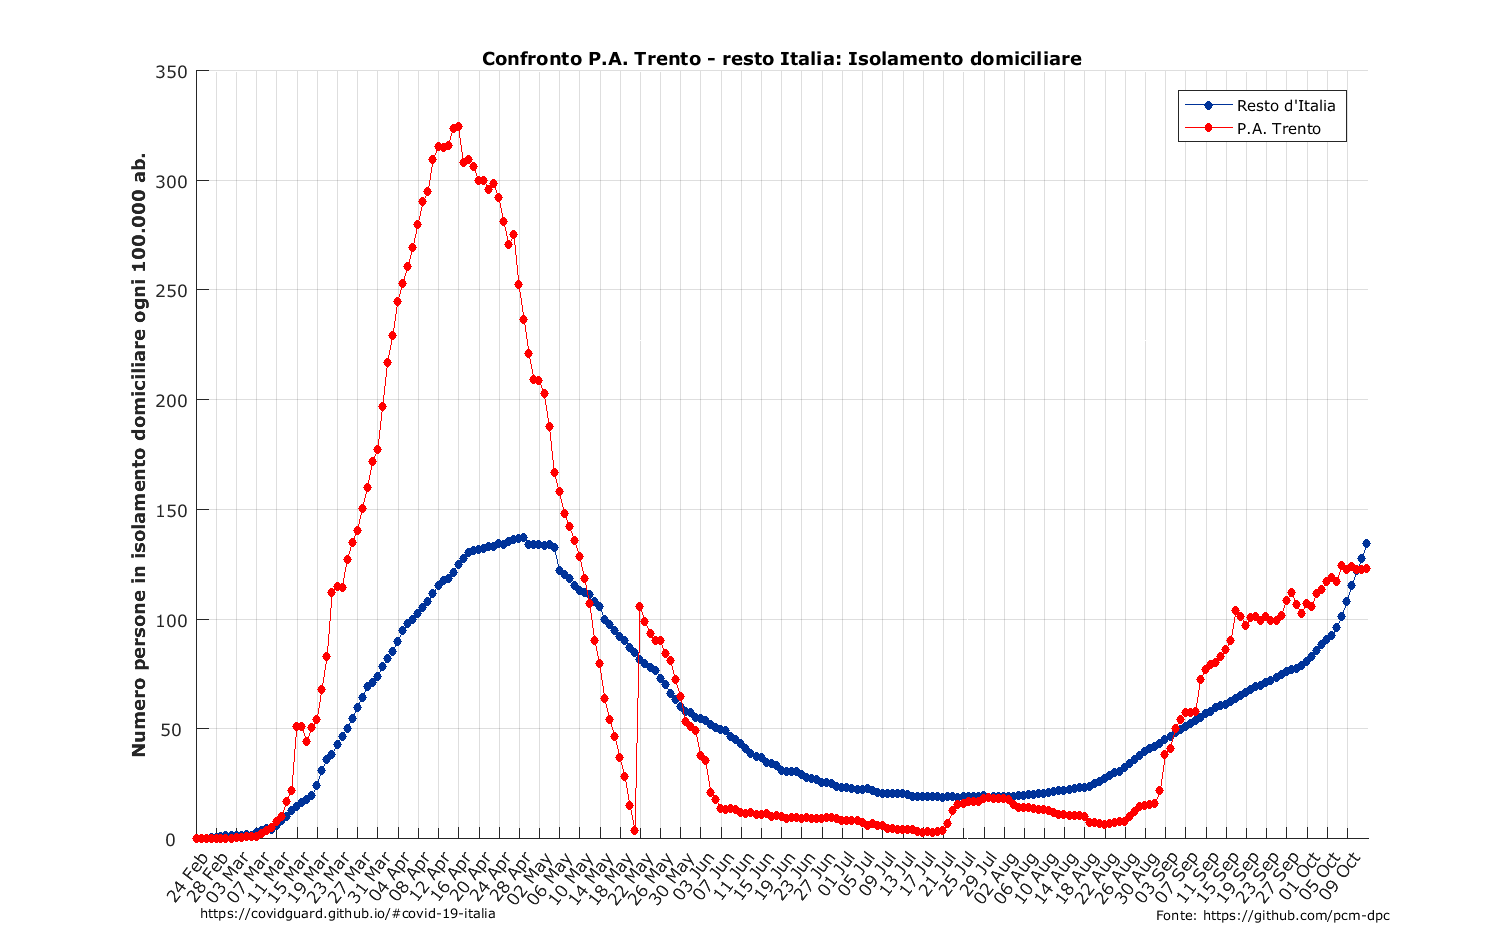 Confronto P.A. Trento - resto Italia: Isolamento domiciliare
Numero persone in isolamento domiciliare ogni 100.000 ab.
350
300
250
200
150
100
50
0
Resto d'Italia
P.A. Trento
24 Feb
28 Feb
03 Mar
07 Mar
11 Mar
15 Mar
19 Mar
23 Mar
27 Mar
31 Mar
04 Apr
08 Apr
12 Apr
16 Apr
20 Apr
24 Apr
28 Apr
02 May
06 May
10 May
14 May
18 May
22 May
26 May
30 May
03 Jun
07 Jun
11 Jun
15 Jun
19 Jun
23 Jun
27 Jun
01 Jul
05 Jul
09 Jul
13 Jul
17 Jul
21 Jul
25 Jul
29 Jul
02 Aug
06 Aug
10 Aug
14 Aug
18 Aug
22 Aug
26 Aug
30 Aug
03 Sep
07 Sep
11 Sep
15 Sep
19 Sep
23 Sep
27 Sep
01 Oct
05 Oct
09 Oct
https://covidguard.github.io/#covid-19-italia
Fonte: https://github.com/pcm-dpc